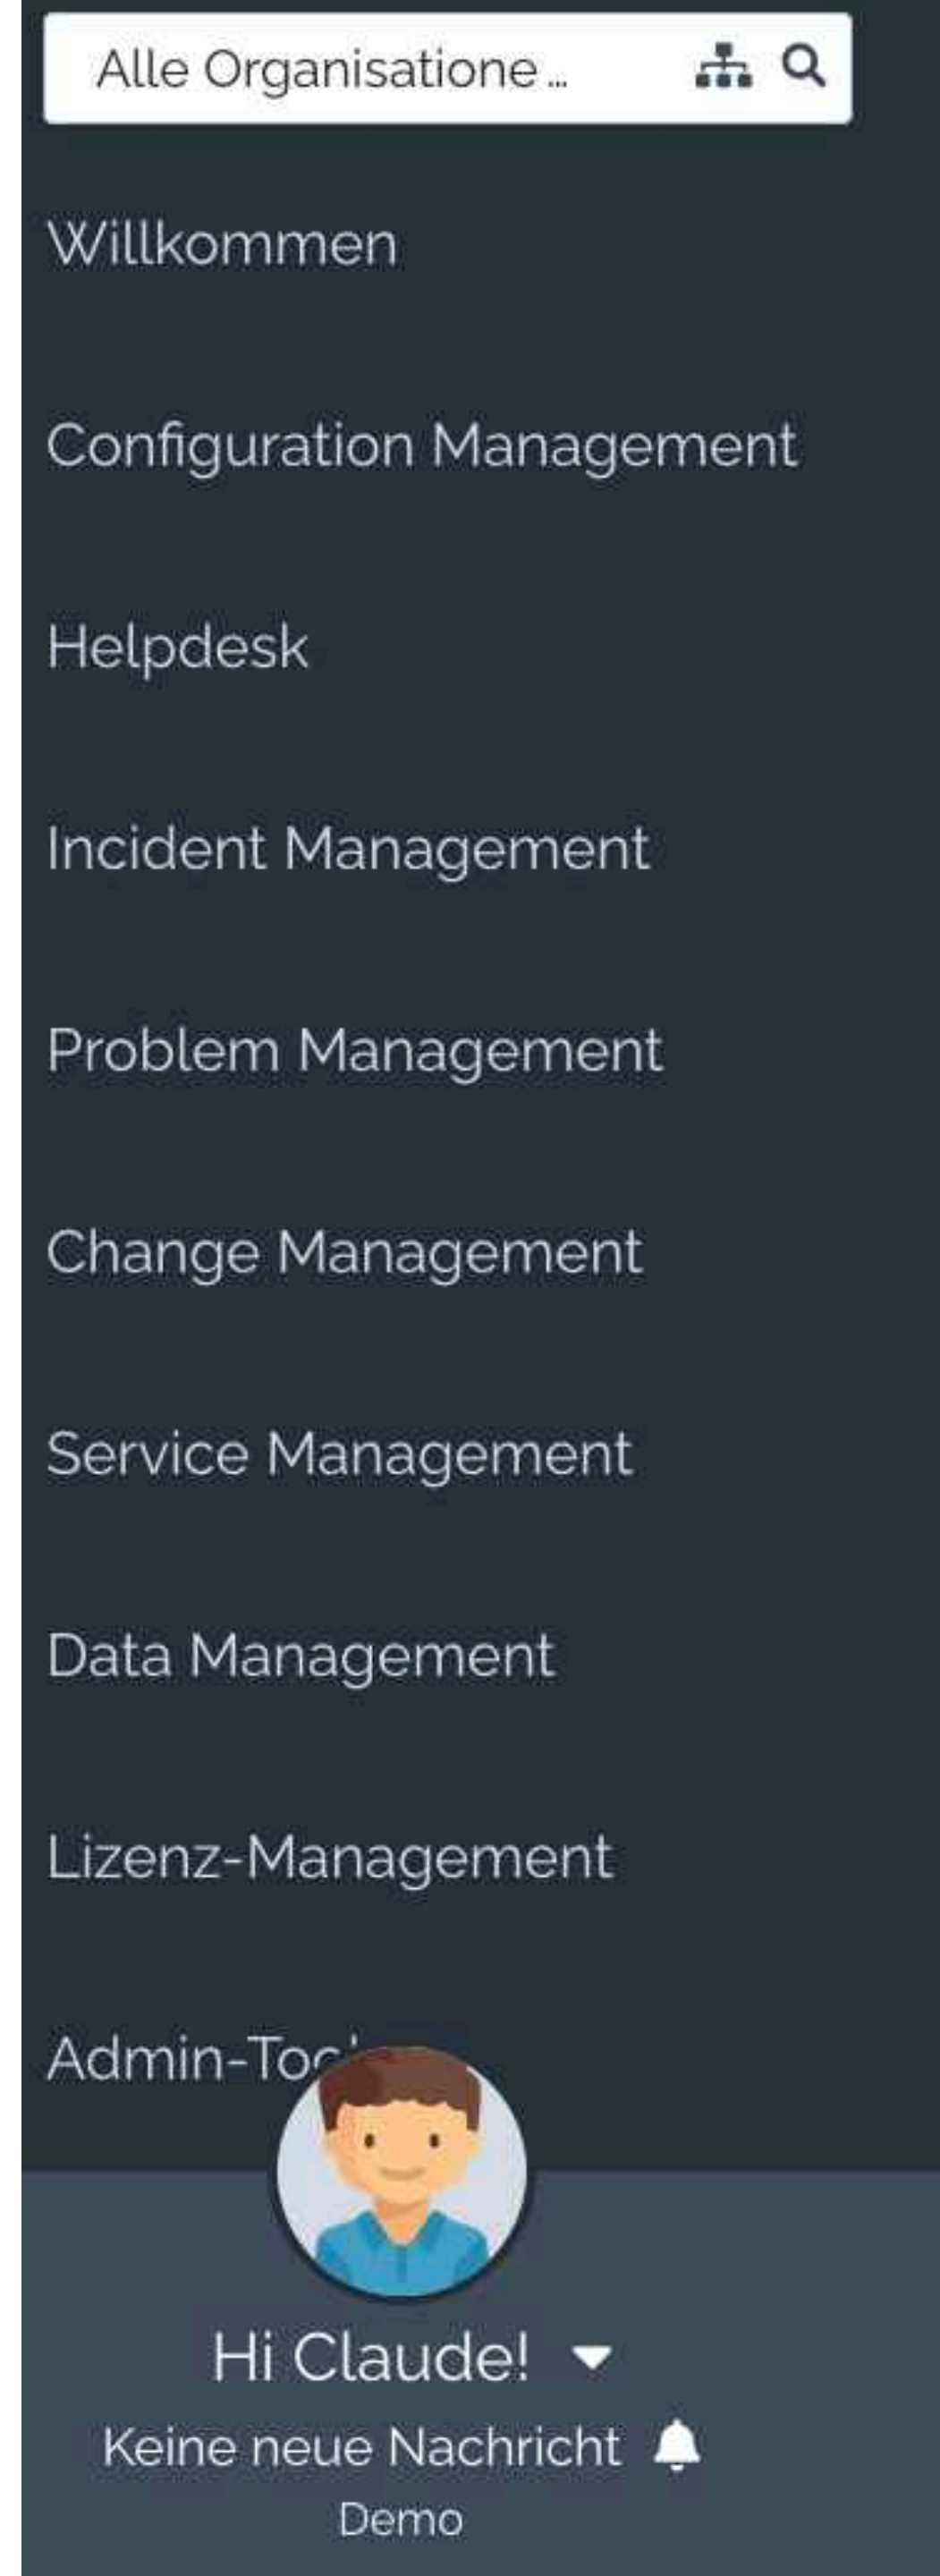 Alle Organisatione…
Willkommen
Configuration Management
Helpdesk
Incident Management
Problem Management
Change Management
Service Management
Data Management
Lizenz-Management
Hi Claude!
Keine neue Nachricht
Demo